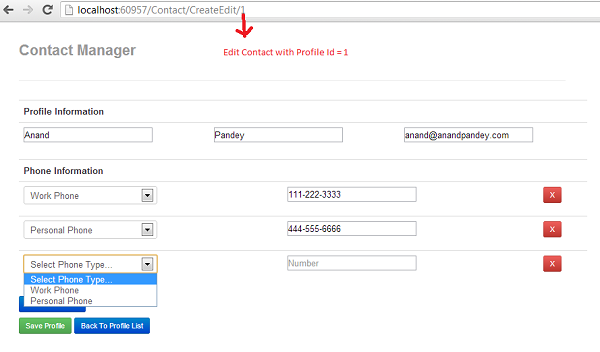 localhost:60957/Contact/CreateEdit/1
Contact Manager
Edit Contact with Profile Id = 1
Profile Information
Anand Pandey anand@anandpandey.com
Phone Information
Work Phone 111-222-3333 X
Personal Phone 444-555-6666 X
Select Phone Type... Number X
Select Phone Type...
Work Phone
Personal Phone
Save Profile Back To Profile List